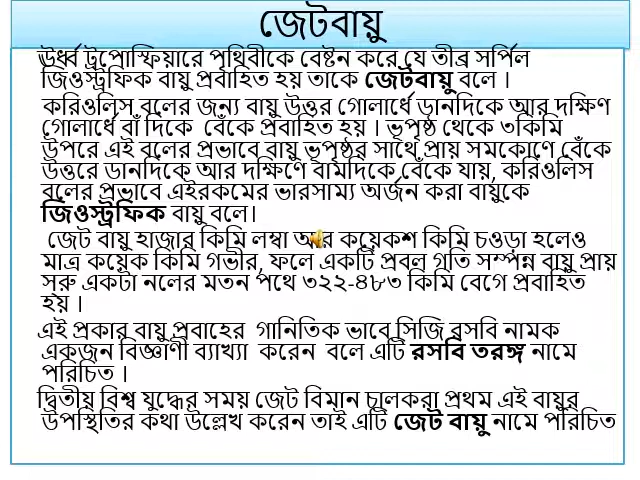 জেটবায়ু
ঊর্ধ্ব ট্রপোস্ফিয়ারে পৃথিবীকে বেষ্টন করে যে তীব্র সর্পিল
জিওস্ট্রফিক বায়ু প্রবাহিত হয় তাকে জেটবায়ু বলে ।
করিওলিস বলের জন্য বায়ু উত্তর গোলার্ধে ডানদিকে আর দক্ষিণ
গোলার্ধে বাঁ দিকে বেঁকে প্রবাহিত হয় । ভূপৃষ্ঠ থেকে ৩কিমি
উপরে এই বলের প্রভাবে বায়ু ভূপৃষ্ঠর সাথে প্রায় সমকোণে বেঁকে
উত্তরে ডানদিকে আর দক্ষিণে বামদিকে বেঁকে যায়, করিওলিস
বলের প্রভাবে এইরকমের ভারসাম্য অর্জন করা বায়ুকে
জিওস্ট্রফিক বায়ু বলে।
জেট বায়ু হাজার কিমি লম্বা আর কয়েকশ কিমি চওড়া হলেও
মাত্র কয়েক কিমি গভীর, ফলে একটি প্রবল গতি সম্পন্ন বায়ু প্রায়
সরু একটা নলের মতন পথে ৩২২-৪৮৩ কিমি বেগে প্রবাহিত
হয় ।
এই প্রকার বায়ু প্রবাহের গানিতিক ভাবে সিজি রসবি নামক
একজন বিজ্ঞাণী ব্যাখ্যা করেন বলে এটি রসবি তরঙ্গ নামে
পরিচিত ।
দ্বিতীয় বিশ্ব যুদ্ধের সময় জেট বিমান চালকরা প্রথম এই বায়ুর
উপস্থিতির কথা উল্লেখ করেন তাই এটি জেট বায়ু নামে পরিচিত